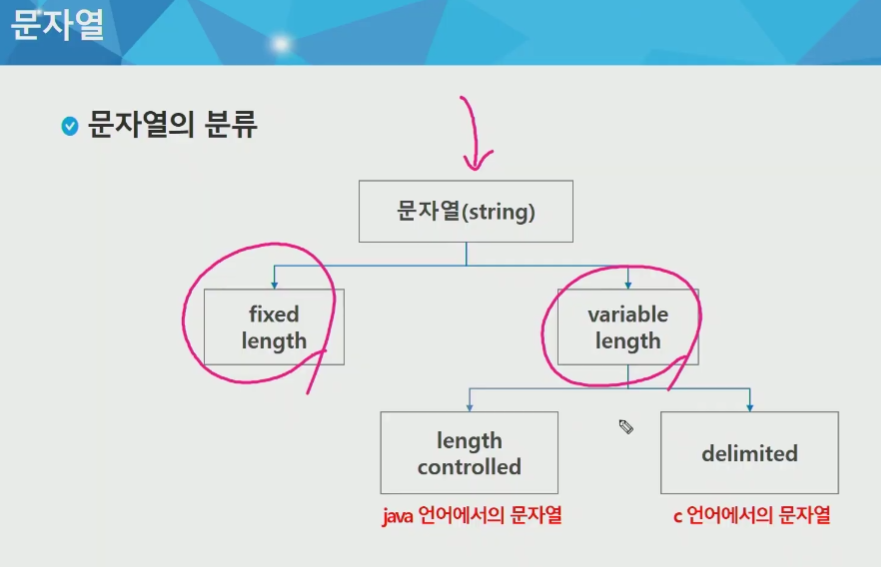 문자열
문자열의 분류
문자열(string)
fixed
length
variable
length
length
controlled
delimited
java 언어에서의 문자열
c 언어에서의 문자열